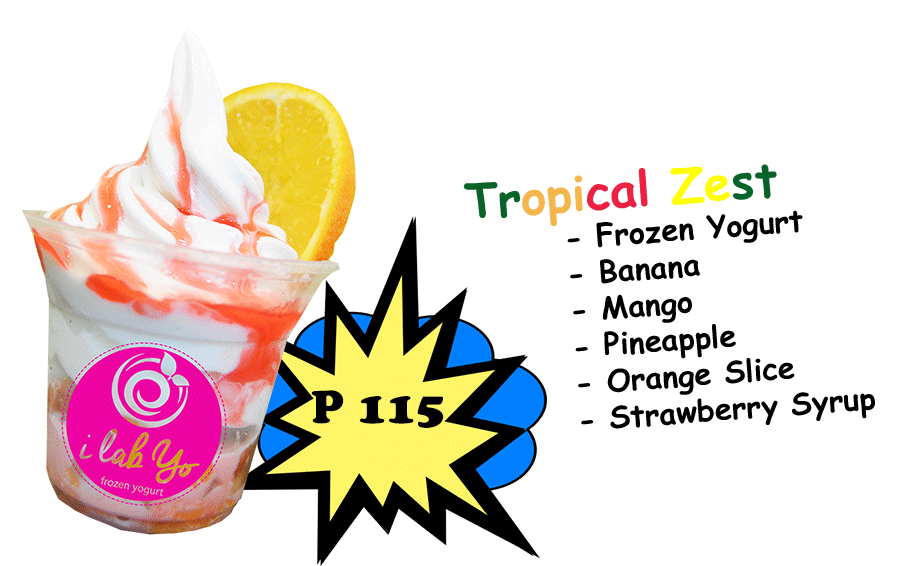 Tropical Zest
- Frozen Yogurt
- Banana
- Mango
- Pineapple
- Orange Slice
- Strawberry Syrup
P 115
i lab Yo
frozen yogurt